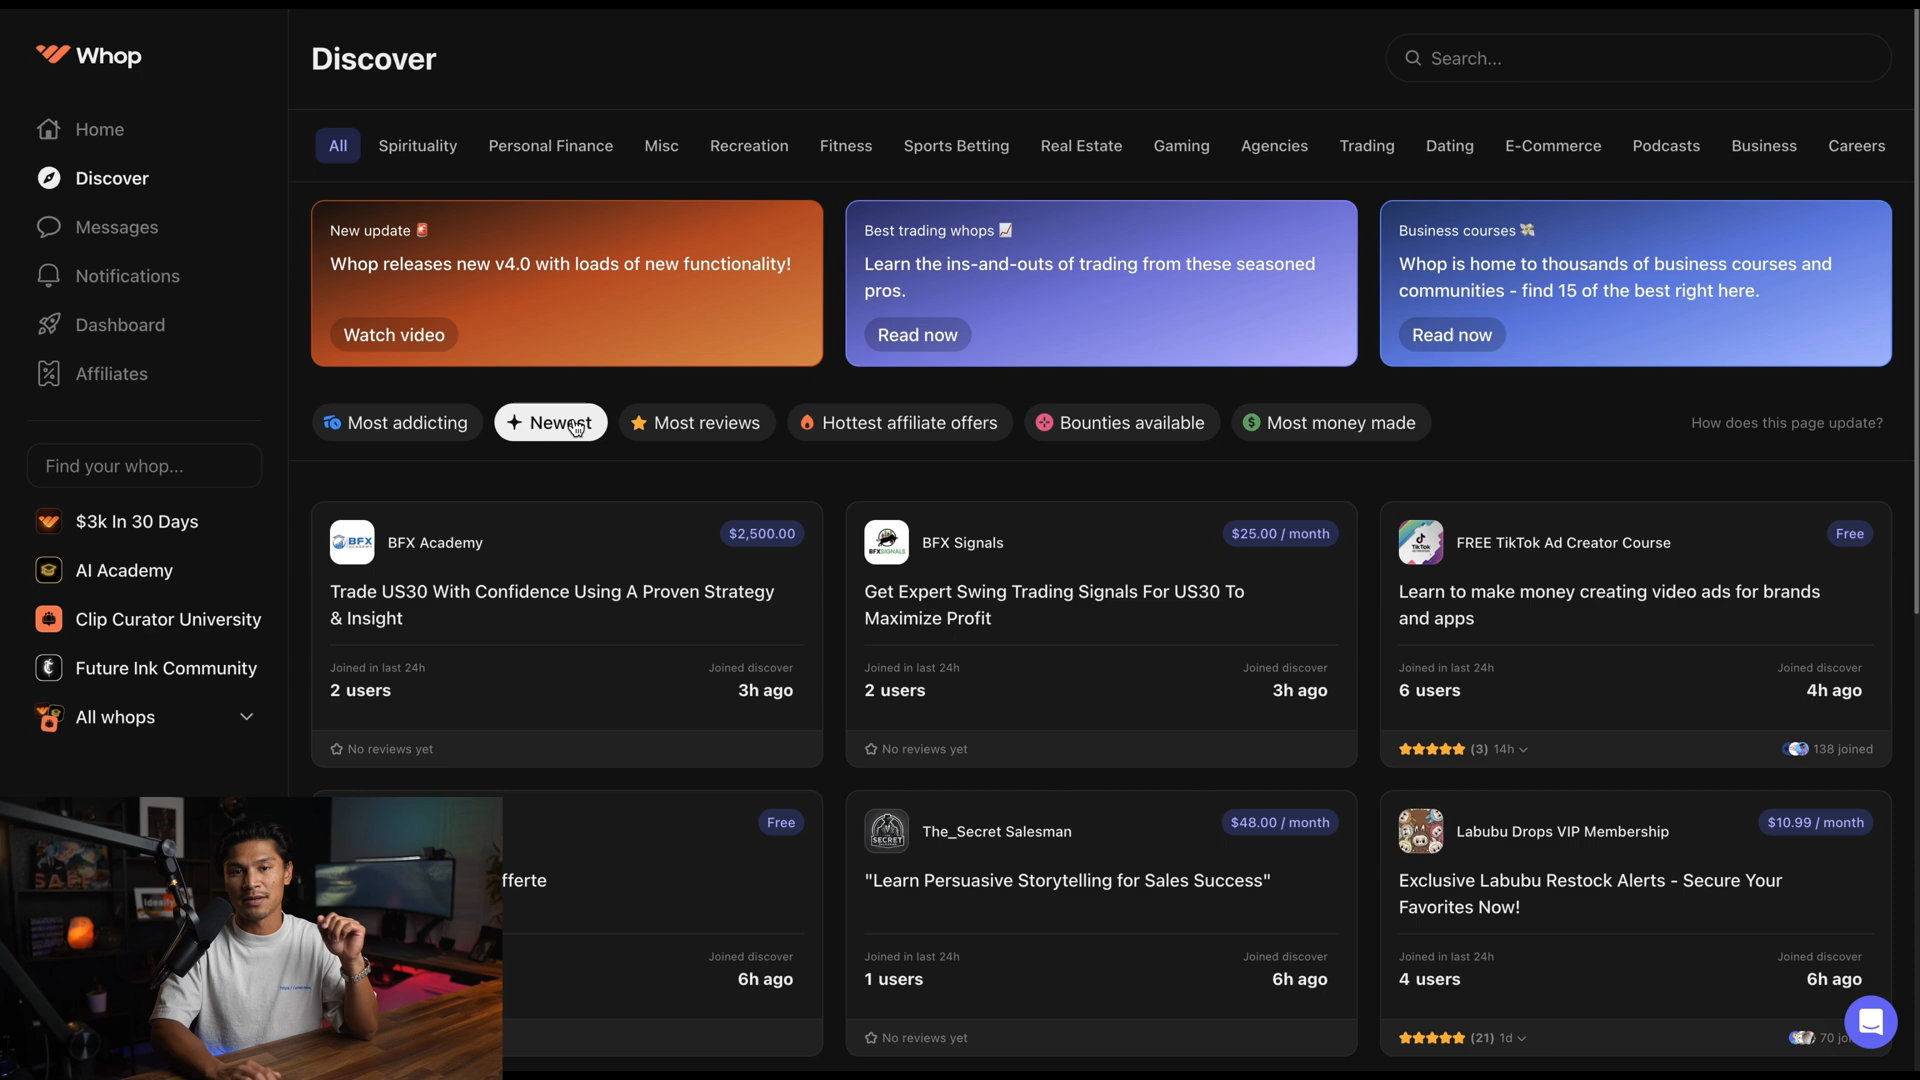 Whop
Discover
Search...
Home
Discover
Messages
Notifications
Dashboard
Affiliates
Find your whop...
$3k In 30 Days
AI Academy
Clip Curator University
Future Ink Community
All whops
All Spirituality Personal Finance Misc Recreation Fitness Sports Betting Real Estate Gaming Agencies Trading Dating E-Commerce Podcasts Business Careers
New update
Whop releases new v4.0 with loads of new functionality!
Watch video
Best trading whops
Learn the ins-and-outs of trading from these seasoned
pros.
Read now
Business courses
Whop is home to thousands of business courses and
communities - find 15 of the best right here.
Read now
Most addicting Newest Most reviews Hottest affiliate offers Bounties available Most money made How does this page update?
BFX
BFX Academy
$2,500.00
Trade US30 With Confidence Using A Proven Strategy
& Insight
Joined in last 24h Joined discover
2 users 3h ago
No reviews yet
BFXSIGNALS
BFX Signals
$25.00 / month
Get Expert Swing Trading Signals For US30 To
Maximize Profit
Joined in last 24h Joined discover
2 users 3h ago
No reviews yet
TikTok
FREE TikTok Ad Creator Course
Free
Learn to make money creating video ads for brands
and apps
Joined in last 24h Joined discover
6 users 4h ago
(3) 14h 138 joined
Free
fferte
Joined discover
6h ago
SECRET
The_Secret Salesman
$48.00 / month
"Learn Persuasive Storytelling for Sales Success"
Joined in last 24h Joined discover
1 users 6h ago
No reviews yet
Labubu Drops VIP Membership
$10.99 / month
Exclusive Labubu Restock Alerts - Secure Your
Favorites Now!
Joined in last 24h Joined discover
4 users 6h ago
(21) 1d 70 jo